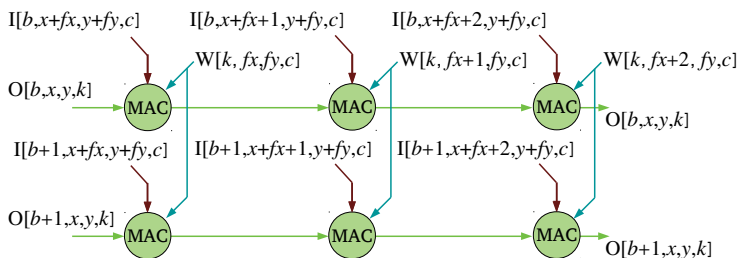 I[b,x+fx,y+fy,c] I[b,x+fx+1,y+fy,c] I[b,x+fx+2,y+fy,c]
W[k, fx,fy,c] W[k, fx+1,fy,c] W[k, fx+2, fy,c]
O[b,x,y,k] MAC MAC MAC O[b,x,y,k]
I[b+1,x+fx,y+fy,c] I[b+1,x+fx+1,y+fy,c] I[b+1,x+fx+2,y+fy,c]
O[b+1,x,y,k] MAC MAC MAC O[b+1,x,y,k]